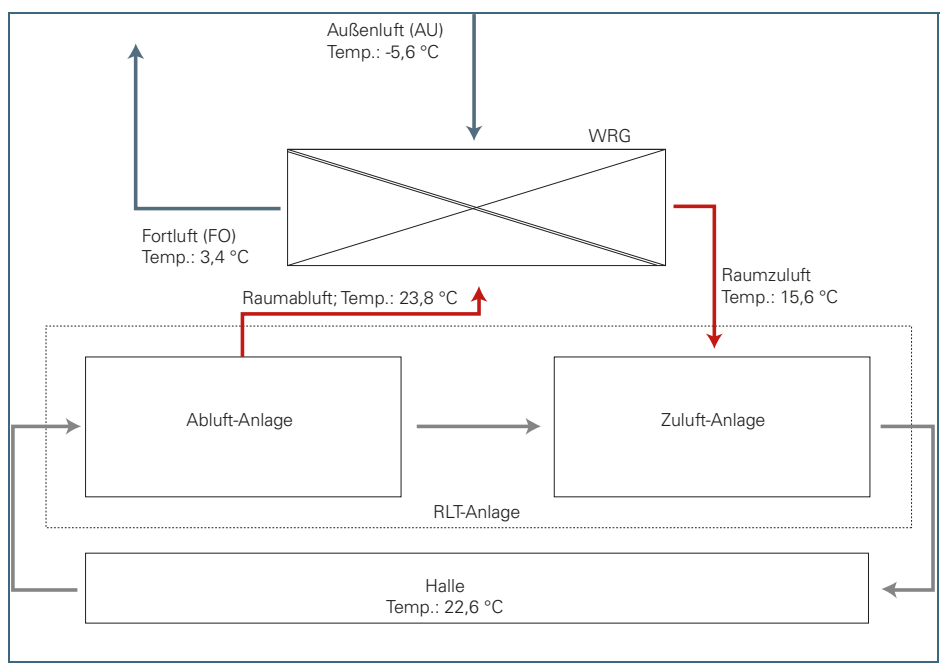 Außenluft (AU)
Temp.: -5,6 °C
WRG
Fortluft (FO)
Temp.: 3,4 °C
Raumzuluft
Temp.: 15,6 °C
Raumabluft; Temp.: 23,8 °C
Abluft-Anlage
Zuluft-Anlage
RLT-Anlage
Halle
Temp.: 22,6 °C